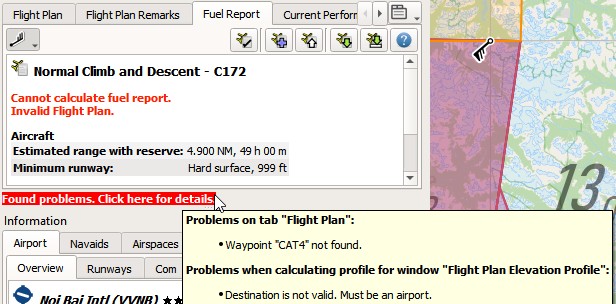 Flight Plan
Flight Plan Remarks
Fuel Report
Current Perform
Normal Climb and Descent - C172
Cannot calculate fuel report.
Invalid Flight Plan.
Aircraft
Estimated range with reserve: 4.900 NM, 49 h 00 m
Minimum runway: Hard surface, 999 ft
Found problems. Click here for details.
Information
Airport
Navaids
Airspaces
Overview
Runways
Com
Noi Bai Intl (VVNB) ★★
Problems on tab "Flight Plan":
• Waypoint "CAT4" not found.
Problems when calculating profile for window "Flight Plan Elevation Profile":
• Destination is not valid. Must be an airport.
13